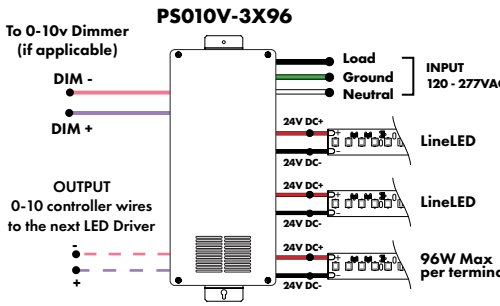 PS010V-3X96
To 0-10v Dimmer
(if applicable)
DIM -
DIM +
OUTPUT
0-10 controller wires
to the next LED Driver
-
+
Load
Ground
Neutral
INPUT
120 - 277VAC
24V DC+
+
-
24V DC-
LineLED
24V DC+
+
-
24V DC-
LineLED
24V DC+
+
-
24V DC-
96W Max
per termina